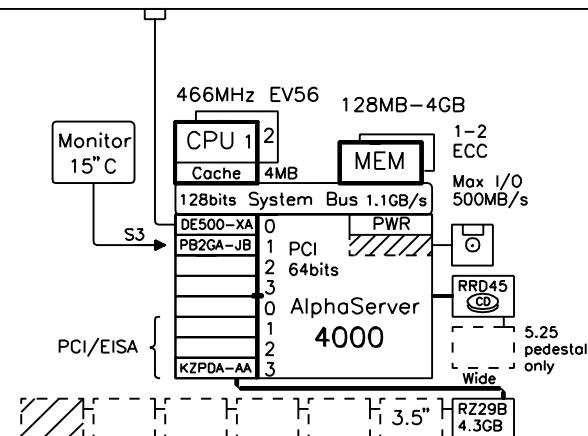 466MHz EV56
128MB-4GB
Monitor
15"C
CPU 1 2
Cache 4MB
MEM
1-2
ECC
128bits System Bus 1.1GB/s
Max I/O
500MB/s
DE500-XA 0
PWR
S3
PB2GA-JB 1
PCI
64bits
2
3
0
1
2
KZPDA-AA 3
AlphaServer
4000
RRD45
CD
PCI/EISA
5.25
pedestal
only
Wide
3.5"
RZ29B
4.3GB